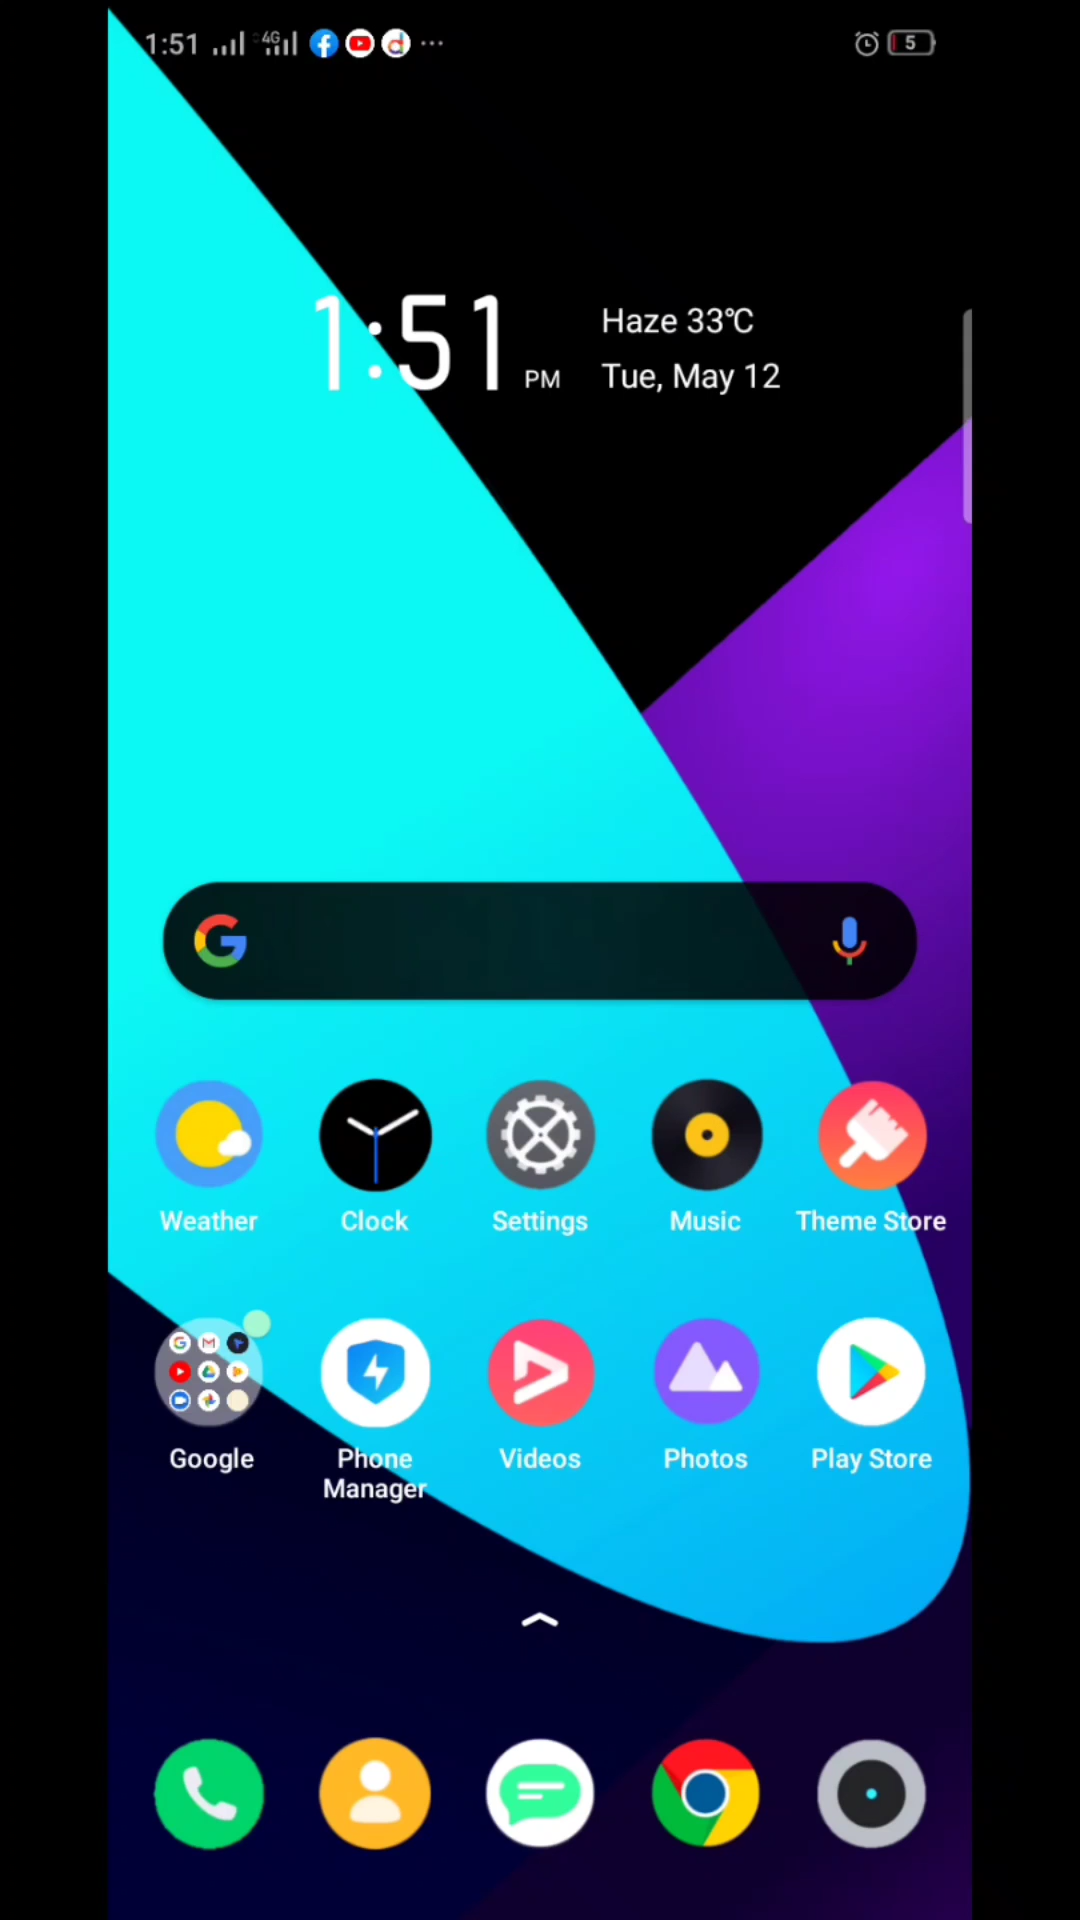 1:51 4G 5
1:51 PM
Haze 33℃
Tue, May 12
Weather Clock Settings Music Theme Store
Google Phone Manager Videos Photos Play Store